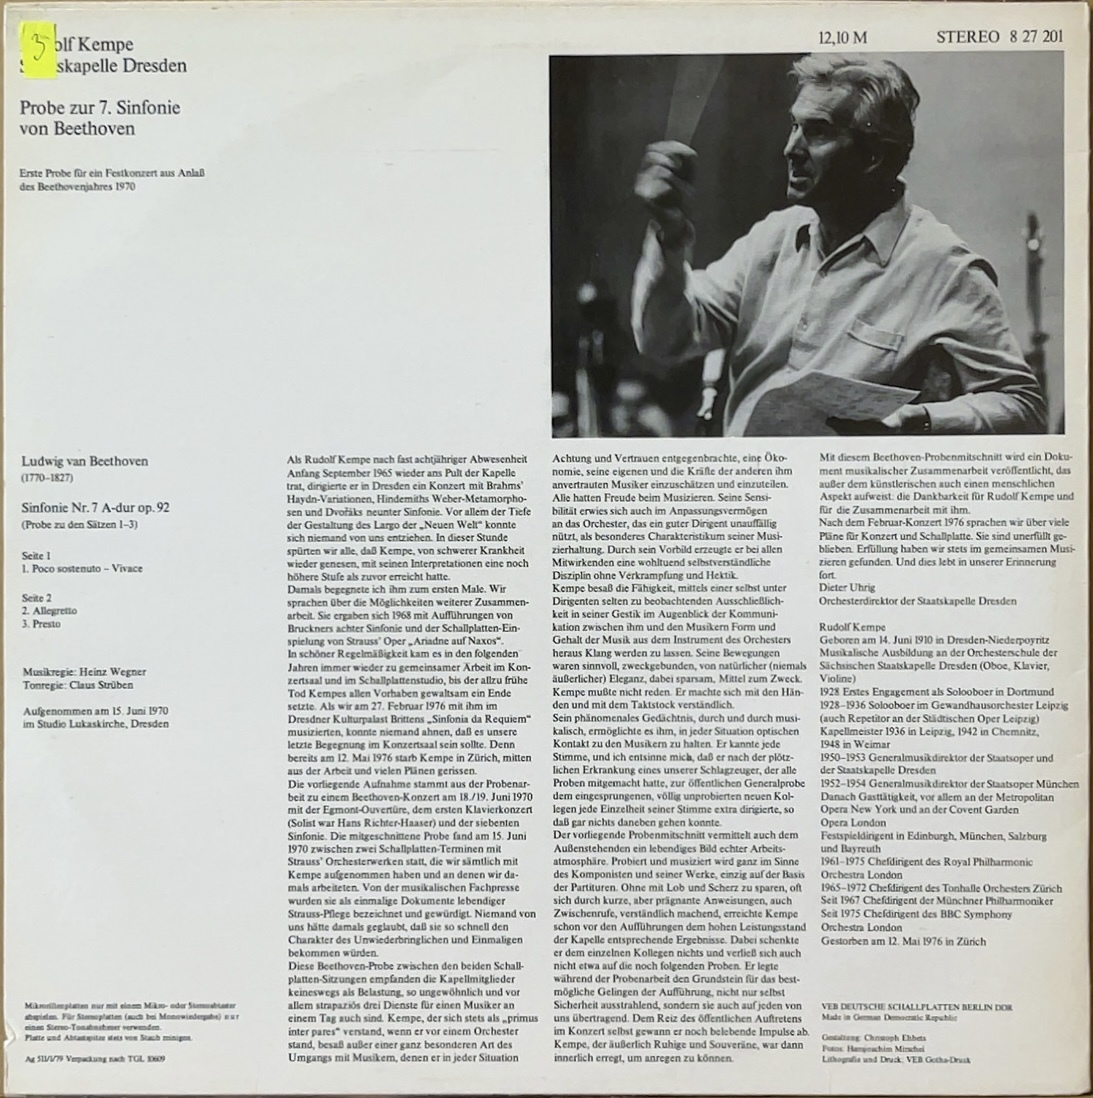 3
olf Kempe
skapelle Dresden
Probe zur 7. Sinfonie
von Beethoven
Erste Probe für ein Festkonzert aus Anlaß
des Beethovenjahres 1970
12,10 M
STEREO 8 27 201
Ludwig van Beethoven
(1770–1827)
Sinfonie Nr. 7 A-dur op. 92
(Probe zu den Sätzen 1–3)
Seite 1
1. Poco sostenuto – Vivace
Seite 2
2. Allegretto
3. Presto
Musikregie: Heinz Wegner
Tonregie: Claus Strüben
Aufgenommen am 15. Juni 1970
im Studio Lukaskirche, Dresden
Mikrorillenplatten nur mit einem Mikro- oder Stereoabtaster
abspielen. Für Stereoplatten (auch bei Monowiedergabe) nur
einen Stereo-Tonabnehmer verwenden.
Platte und Abtastspitze stets von Staub reinigen.
Ag 511/1/79 Verpackung nach TGL 10609
Als Rudolf Kempe nach fast achtjähriger Abwesenheit
Anfang September 1965 wieder ans Pult der Kapelle
trat, dirigierte er in Dresden ein Konzert mit Brahms'
Haydn-Variationen, Hindemiths Weber-Metamorpho-
sen und Dvořáks neunter Sinfonie. Vor allem der Tiefe
der Gestaltung des Largo der „Neuen Welt" konnte
sich niemand von uns entziehen. In dieser Stunde
spürten wir alle, daß Kempe, von schwerer Krankheit
wieder genesen, mit seinen Interpretationen eine noch
höhere Stufe als zuvor erreicht hatte.
Damals begegnete ich ihm zum ersten Male. Wir
sprachen über die Möglichkeiten weiterer Zusammen-
arbeit. Sie ergaben sich 1968 mit Aufführungen von
Bruckners achter Sinfonie und der Schallplatten-Ein-
spielung von Strauss' Oper „Ariadne auf Naxos".
In schöner Regelmäßigkeit kam es in den folgenden
Jahren immer wieder zu gemeinsamer Arbeit im Kon-
zertsaal und im Schallplattenstudio, bis der allzu frühe
Tod Kempes allen Vorhaben gewaltsam ein Ende
setzte. Als wir am 27. Februar 1976 mit ihm im
Dresdner Kulturpalast Brittens „Sinfonia da Requiem"
musizierten, konnte niemand ahnen, daß es unsere
letzte Begegnung im Konzertsaal sein sollte. Denn
bereits am 12. Mai 1976 starb Kempe in Zürich, mitten
aus der Arbeit und vielen Plänen gerissen.
Die vorliegende Aufnahme stammt aus der Probenar-
beit zu einem Beethoven-Konzert am 18./19. Juni 1970
mit der Egmont-Ouvertüre, dem ersten Klavierkonzert
(Solist war Hans Richter-Haaser) und der siebenten
Sinfonie. Die mitgeschnittene Probe fand am 15. Juni
1970 zwischen zwei Schallplatten-Terminen mit
Strauss' Orchesterwerken statt, die wir sämtlich mit
Kempe aufgenommen haben und an denen wir da-
mals arbeiteten. Von der musikalischen Fachpresse
wurden sie als einmalige Dokumente lebendiger
Strauss-Pflege bezeichnet und gewürdigt. Niemand von
uns hätte damals geglaubt, daß sie so schnell den
Charakter des Unwiederbringlichen und Einmaligen
bekommen würden.
Diese Beethoven-Probe zwischen den beiden Schall-
platten-Sitzungen empfanden die Kapellmitglieder
keineswegs als Belastung, so ungewöhnlich und vor
allem strapaziös drei Dienste für einen Musiker an
einem Tag auch sind. Kempe, der sich stets als „primus
inter pares" verstand, wenn er vor einem Orchester
stand, besaß außer einer ganz besonderen Art des
Umgangs mit Musikern, denen er in jeder Situation
Achtung und Vertrauen entgegenbrachte, eine Öko-
nomie, seine eigenen und die Kräfte der anderen ihm
anvertrauten Musiker einzuschätzen und einzuteilen.
Alle hatten Freude beim Musizieren. Seine Sensi-
bilität erwies sich auch im Anpassungsvermögen
an das Orchester, das ein guter Dirigent unauffällig
nützt, als besonderes Charakteristikum seiner Musi-
zierhaltung. Durch sein Vorbild erzeugte er bei allen
Mitwirkenden eine wohltuend selbstverständliche
Disziplin ohne Verkrampfung und Hektik.
Kempe besaß die Fähigkeit, mittels einer selbst unter
Dirigenten selten zu beobachtenden Ausschließlich-
keit in seiner Gestik im Augenblick der Kommuni-
kation zwischen ihm und den Musikern Form und
Gehalt der Musik aus dem Instrument des Orchesters
heraus Klang werden zu lassen. Seine Bewegungen
waren sinnvoll, zweckgebunden, von natürlicher (niemals
äußerlicher) Eleganz, dabei sparsam, Mittel zum Zweck.
Kempe mußte nicht reden. Er machte sich mit den Hän-
den und mit dem Taktstock verständlich.
Sein phänomenales Gedächtnis, durch und durch musi-
kalisch, ermöglichte es ihm, in jeder Situation optischen
Kontakt zu den Musikern zu halten. Er kannte jede
Stimme, und ich entsinne mich, daß er nach der plötz-
lichen Erkrankung eines unserer Schlagzeuger, der alle
Proben mitgemacht hatte, zur öffentlichen Generalprobe
dem eingesprungenen, völlig unprobierten neuen Kol-
legen jede Einzelheit seiner Stimme extra dirigierte, so
daß gar nichts daneben gehen konnte.
Der vorliegende Probenmitschnitt vermittelt auch dem
Außenstehenden ein lebendiges Bild echter Arbeits-
atmosphäre. Probiert und musiziert wird ganz im Sinne
des Komponisten und seiner Werke, einzig auf der Basis
der Partituren. Ohne mit Lob und Scherz zu sparen, oft
sich durch kurze, aber prägnante Anweisungen, auch
Zwischenrufe, verständlich machend, erreichte Kempe
schon vor den Aufführungen dem hohen Leistungsstand
der Kapelle entsprechende Ergebnisse. Dabei schenkte
er dem einzelnen Kollegen nichts und verließ sich auch
nicht etwa auf die noch folgenden Proben. Er legte
während der Probenarbeit den Grundstein für das best-
mögliche Gelingen der Aufführung, nicht nur selbst
Sicherheit ausstrahlend, sondern sie auch auf jeden von
uns übertragend. Dem Reiz des öffentlichen Auftretens
im Konzert selbst gewann er noch belebende Impulse ab.
Kempe, der äußerlich Ruhige und Souveräne, war dann
innerlich erregt, um anregen zu können.
Mit diesem Beethoven-Probenmitschnitt wird ein Doku-
ment musikalischer Zusammenarbeit veröffentlicht, das
außer dem künstlerischen auch einen menschlichen
Aspekt aufweist: die Dankbarkeit für Rudolf Kempe und
für die Zusammenarbeit mit ihm.
Nach dem Februar-Konzert 1976 sprachen wir über viele
Pläne für Konzert und Schallplatte. Sie sind unerfüllt ge-
blieben. Erfüllung haben wir stets im gemeinsamen Musi-
zieren gefunden. Und dies lebt in unserer Erinnerung
fort.
Dieter Uhrig
Orchesterdirektor der Staatskapelle Dresden
Rudolf Kempe
Geboren am 14. Juni 1910 in Dresden-Niederpoyritz
Musikalische Ausbildung an der Orchesterschule der
Sächsischen Staatskapelle Dresden (Oboe, Klavier,
Violine)
1928 Erstes Engagement als Solooboer in Dortmund
1928–1936 Solooboer im Gewandhausorchester Leipzig
(auch Repetitor an der Städtischen Oper Leipzig)
Kapellmeister 1936 in Leipzig, 1942 in Chemnitz,
1948 in Weimar
1950–1953 Generalmusikdirektor der Staatsoper und
der Staatskapelle Dresden
1952–1954 Generalmusikdirektor der Staatsoper München
Danach Gasttätigkeit, vor allem an der Metropolitan
Opera New York und an der Covent Garden
Opera London
Festspieldirigent in Edinburgh, München, Salzburg
und Bayreuth
1961–1975 Chefdirigent des Royal Philharmonic
Orchestra London
1965–1972 Chefdirigent des Tonhalle Orchesters Zürich
Seit 1967 Chefdirigent der Münchner Philharmoniker
Seit 1975 Chefdirigent des BBC Symphony
Orchestra London
Gestorben am 12. Mai 1976 in Zürich
VEB DEUTSCHE SCHALLPLATTEN BERLIN DDR
Made in German Democratic Republic
Gestaltung: Christoph Ehbets
Fotos: Hansjoachim Mirschel
Lithografie und Druck: VEB Gotha-Druck